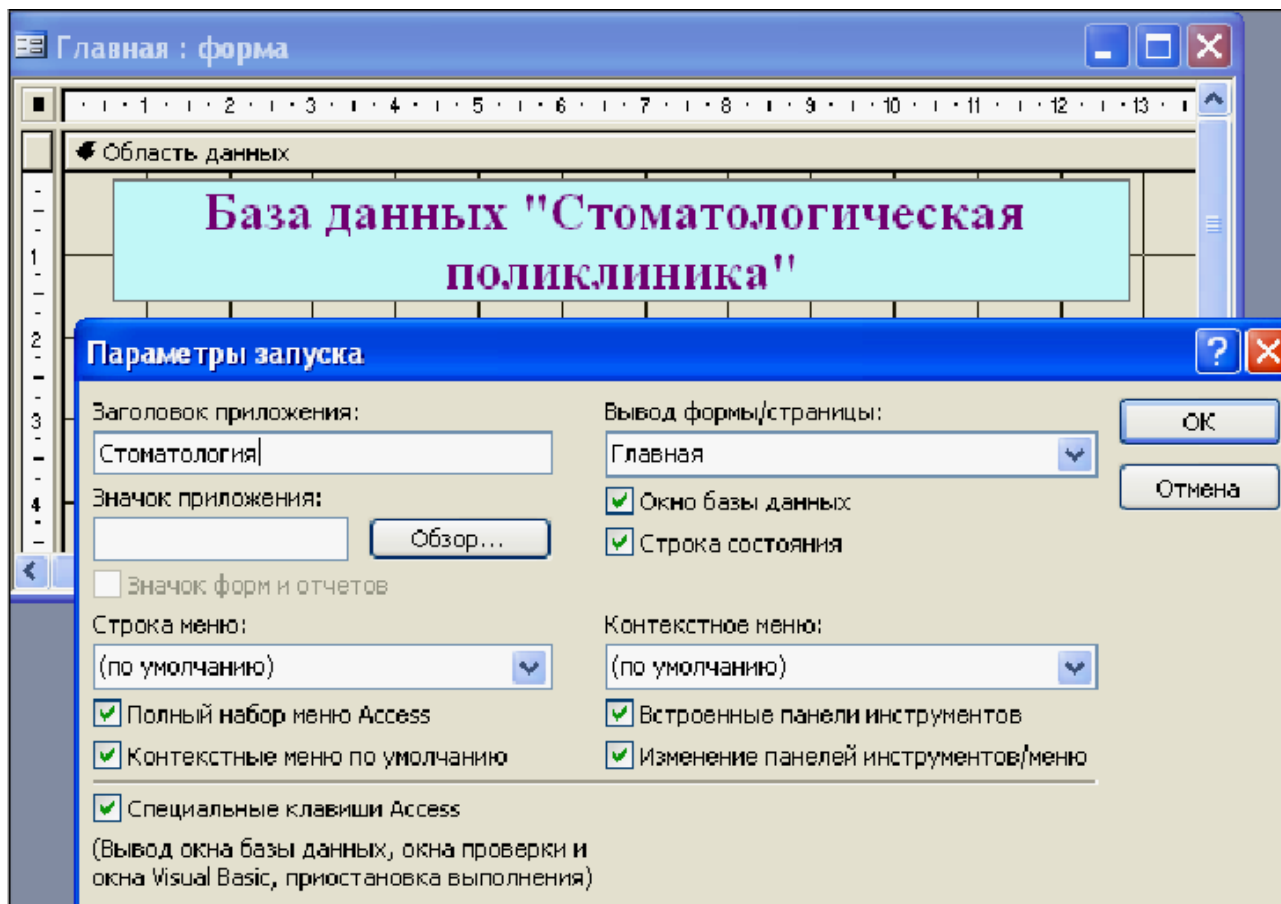 Главная : форма
1 2 3 4 5 6 7 8 9 10 11 12 13
Область данных
База данных "Стоматологическая
поликлиника"
1
2
3
4
Параметры запуска
Заголовок приложения:
Вывод формы/страницы:
ОК
Стоматология
Главная
Отмена
Значок приложения:
Окно базы данных
Обзор...
Строка состояния
Значок форм и отчетов
Строка меню:
Контекстное меню:
(по умолчанию)
(по умолчанию)
Полный набор меню Access
Встроенные панели инструментов
Контекстные меню по умолчанию
Изменение панелей инструментов/меню
Специальные клавиши Access
(Вывод окна базы данных, окна проверки и
окна Visual Basic, приостановка выполнения)